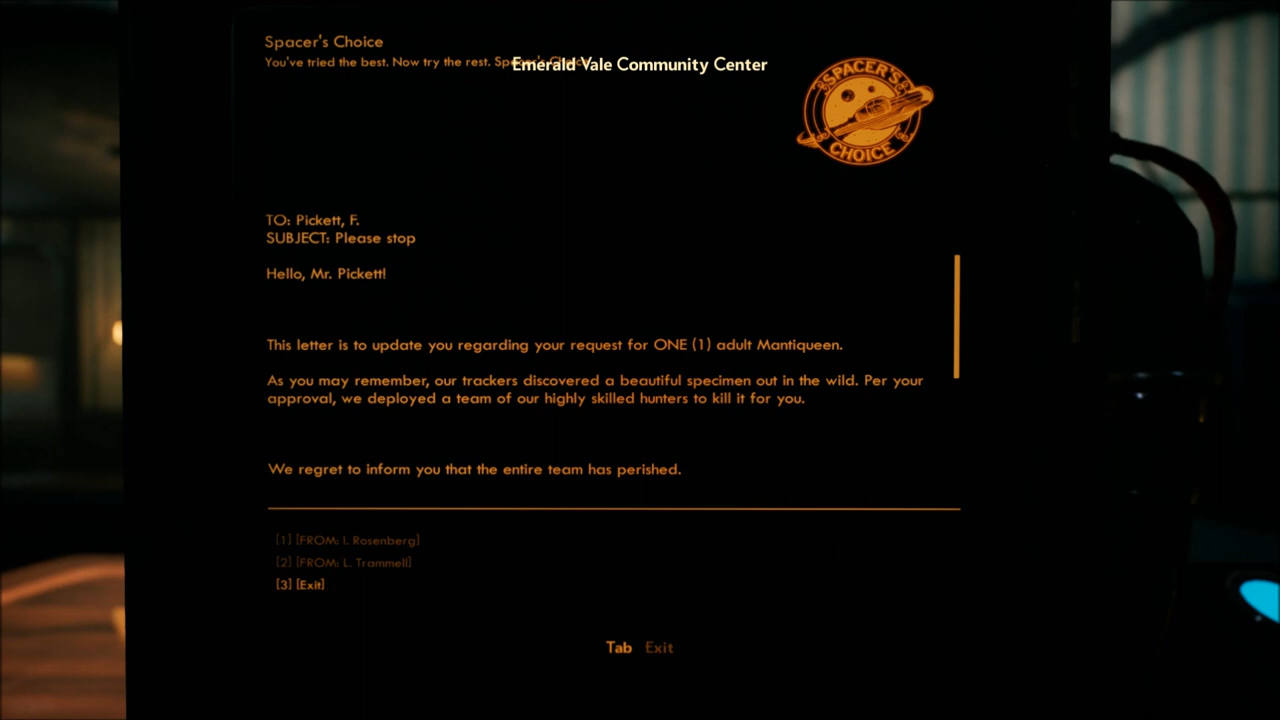 Spacer's Choice
You've tried the best. Now try the rest.
Emerald Vale Community Center
SPACER'S
CHOICE
TO: Pickett, F.
SUBJECT: Please stop
Hello, Mr. Pickett!
This letter is to update you regarding your request for ONE (1) adult Mantiqueen.
As you may remember, our trackers discovered a beautiful specimen out in the wild. Per your
approval, we deployed a team of our highly skilled hunters to kill it for you.
We regret to inform you that the entire team has perished.
[1] [FROM: I. Rosenberg]
[2] [FROM: L. Trammell]
[3] [Exit]
Tab Exit